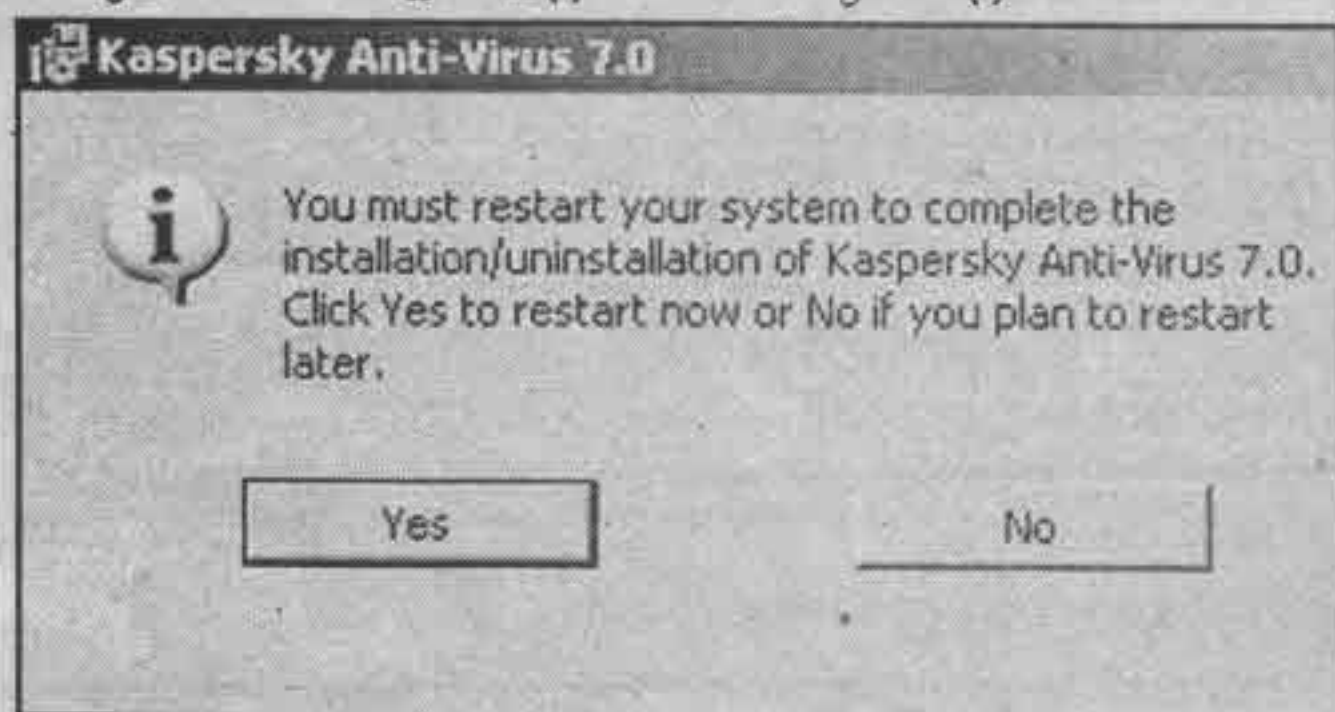 Kaspersky Anti-Virus 7.0
You must restart your system to complete the
installation/uninstallation of Kaspersky Anti-Virus 7.0.
Click Yes to restart now or No if you plan to restart
later.
Yes
No